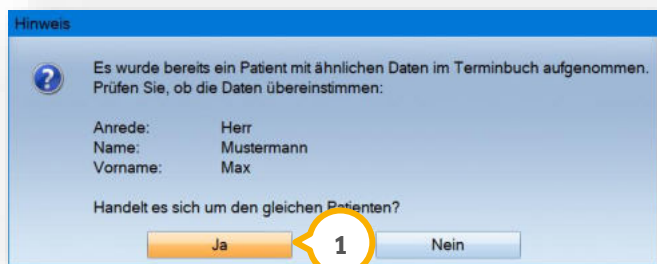 Hinweis
Es wurde bereits ein Patient mit ähnlichen Daten im Terminbuch aufgenommen.
Prüfen Sie, ob die Daten übereinstimmen:
Anrede: Herr
Name: Mustermann
Vorname: Max
Handelt es sich um den gleichen Patienten?
Ja 1 Nein